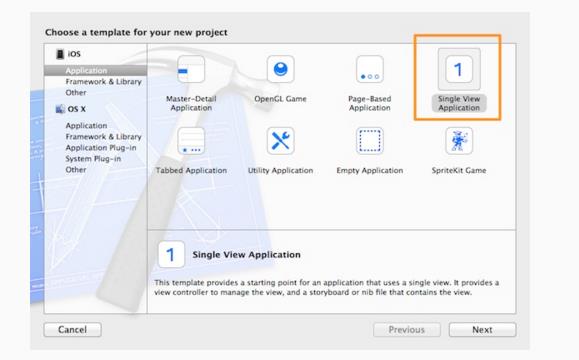 Choose a template for your new project
iOS
Application
Framework & Library
Other
OS X
Application
Framework & Library
Application Plug-in
System Plug-in
Other
Master-Detail
Application
OpenGL Game
Page-Based
Application
1
Single View
Application
Tabbed Application
Utility Application
Empty Application
SpriteKit Game
1
Single View Application
This template provides a starting point for an application that uses a single view. It provides a
view controller to manage the view, and a storyboard or nib file that contains the view.
Cancel
Previous
Next